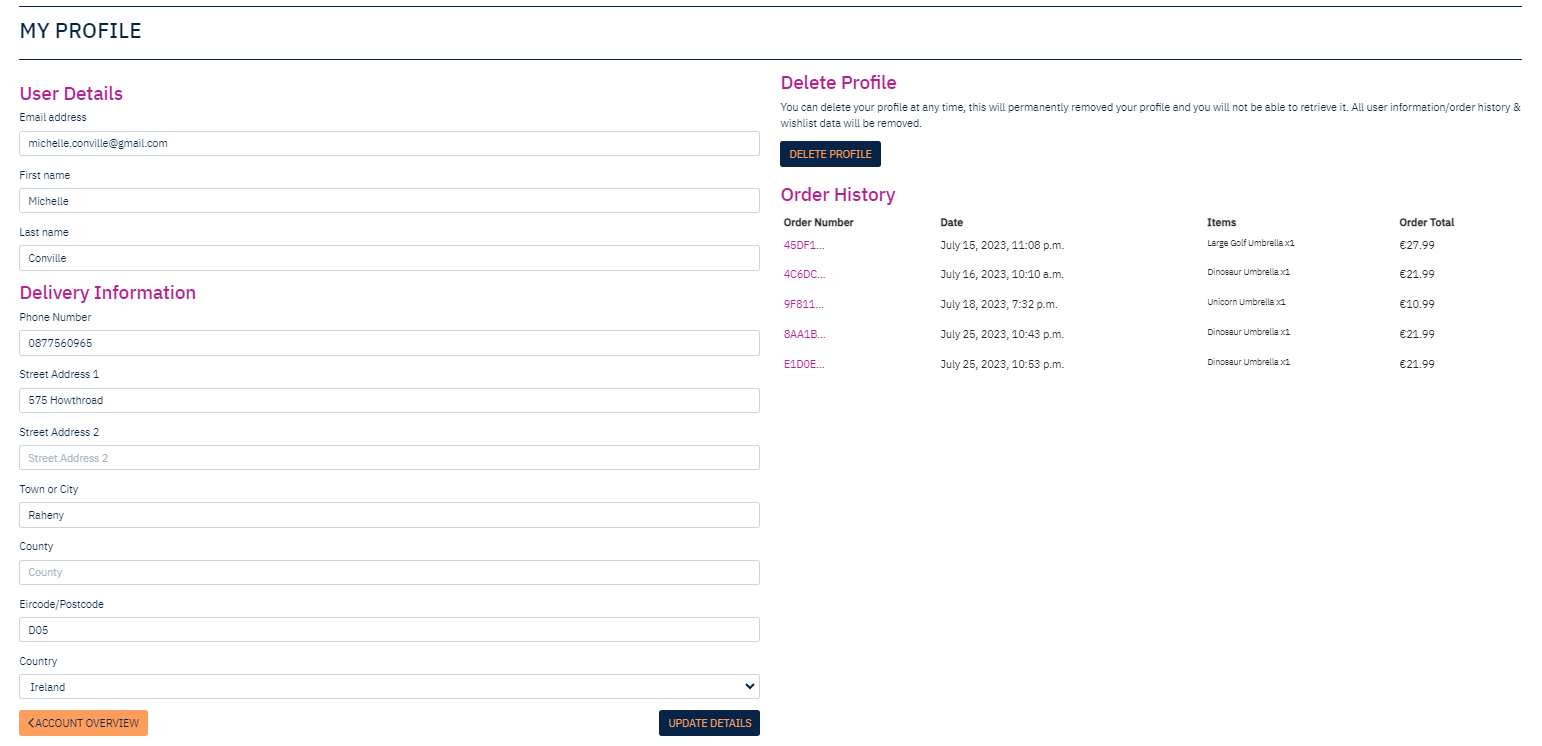 MY PROFILE
User Details
Email address
michelle.conville@gmail.com
First name
Michelle
Last name
Conville
Delivery Information
Phone Number
0877560965
Street Address 1
575 Howthroad
Street Address 2
Street Address 2
Town or City
Raheny
County
County
Eircode/Postcode
D05
Country
Ireland
ACCOUNT OVERVIEW
UPDATE DETAILS
Delete Profile
You can delete your profile at any time, this will permanently removed your profile and you will not be able to retrieve it. All user information/order history &
wishlist data will be removed.
DELETE PROFILE
Order History
Order Number Date Items Order Total
45DF1... July 15, 2023, 11:08 p.m. Large Golf Umbrella x1 €27.99
4C6DC... July 16, 2023, 10:10 a.m. Dinosaur Umbrella x1 €21.99
9F811... July 18, 2023, 7:32 p.m. Unicorn Umbrella x1 €10.99
8AA1B... July 25, 2023, 10:43 p.m. Dinosaur Umbrella x1 €21.99
E1D0E... July 25, 2023, 10:53 p.m. Dinosaur Umbrella x1 €21.99